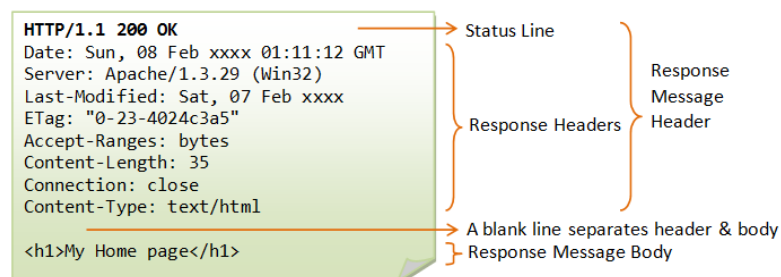 HTTP/1.1 200 OK
Date: Sun, 08 Feb xxxx 01:11:12 GMT
Server: Apache/1.3.29 (Win32)
Last-Modified: Sat, 07 Feb xxxx
ETag: "0-23-4024c3a5"
Accept-Ranges: bytes
Content-Length: 35
Connection: close
Content-Type: text/html
<h1>My Home page</h1>
Status Line
Response Headers
Response
Message
Header
A blank line separates header & body
Response Message Body